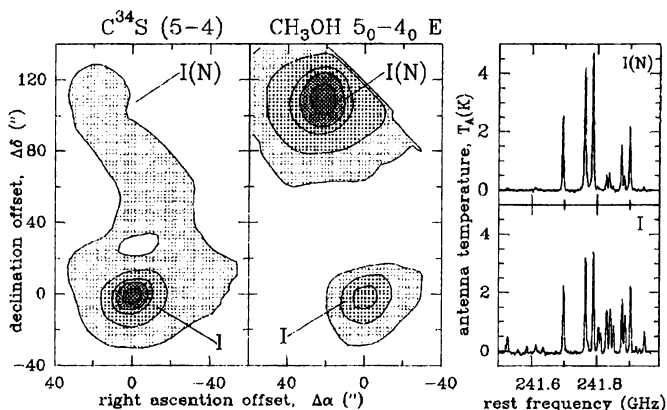 C³⁴S (5−4)
CH₃OH 5₀−4₀ E
I(N)
I(N)
I
I
declination offset, Δδ (″)
120
80
40
0
−40
40
0
−40
40
0
−40
right ascention offset, Δα (″)
I(N)
I
antenna temperature, T_A(K)
4
2
0
4
2
0
241.6
241.8
rest frequency (GHz)